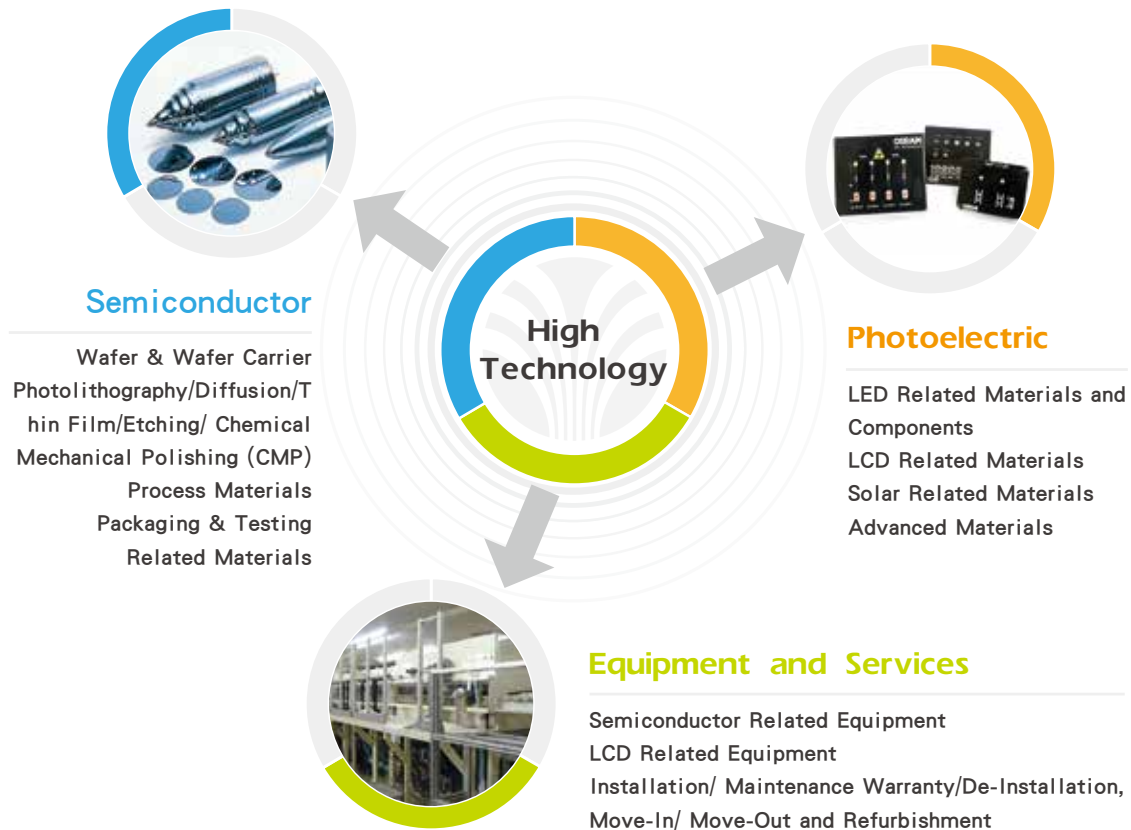 OSRAM
High
Technology
Semiconductor
Wafer & Wafer Carrier
Photolithography/Diffusion/T
hin Film/Etching/ Chemical
Mechanical Polishing (CMP)
Process Materials
Packaging & Testing
Related Materials
Photoelectric
LED Related Materials and
Components
LCD Related Materials
Solar Related Materials
Advanced Materials
Equipment and Services
Semiconductor Related Equipment
LCD Related Equipment
Installation/ Maintenance Warranty/De-Installation,
Move-In/ Move-Out and Refurbishment